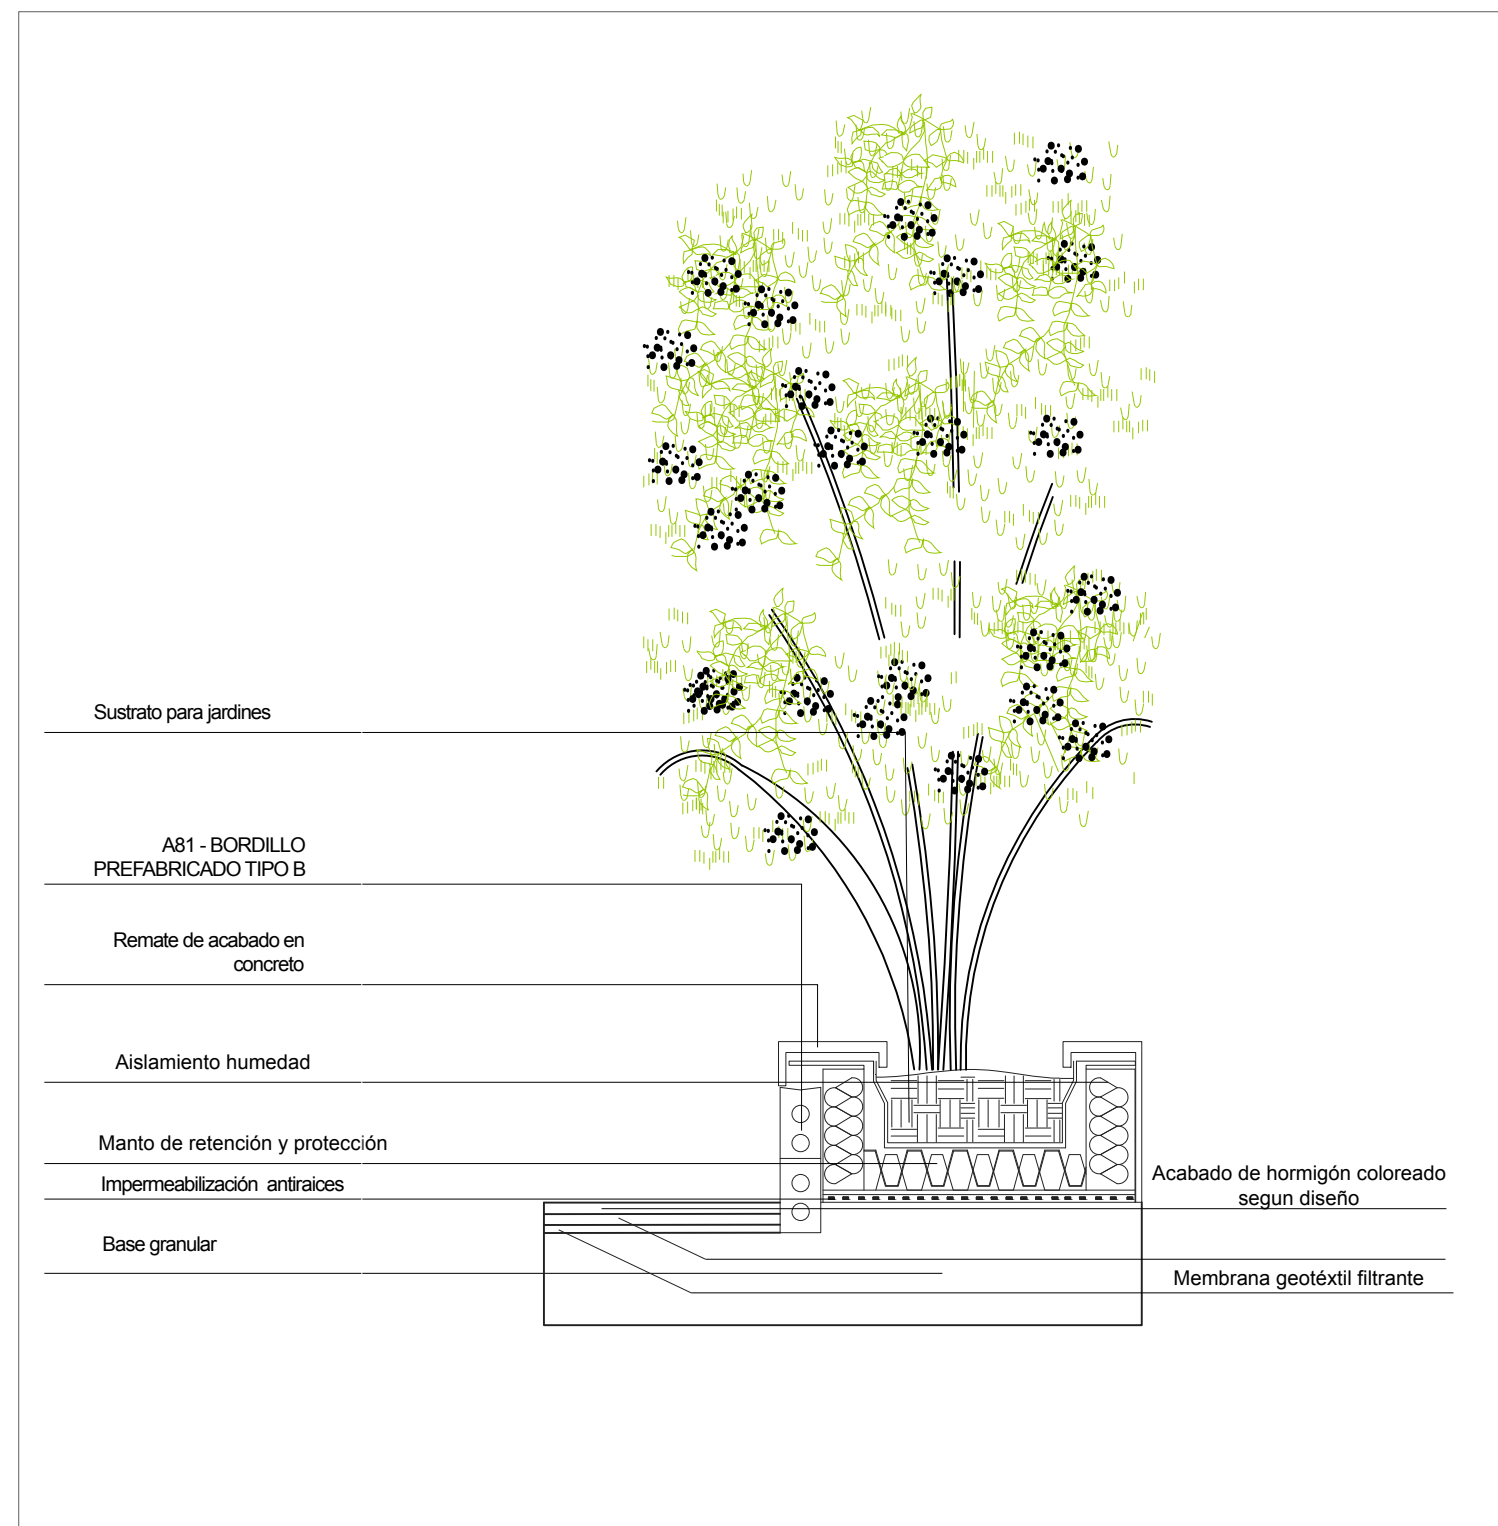 Sustrato para jardines
A81 - BORDILLO
PREFABRICADO TIPO B
Remate de acabado en
concreto
Aislamiento humedad
Manto de retención y protección
Impermeabilización antiraices
Base granular
Acabado de hormigón coloreado
segun diseño
Membrana geotéxtil filtrante